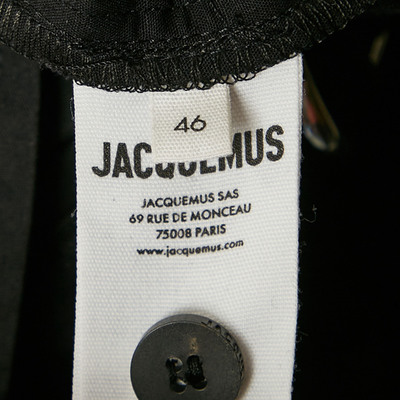 46
JACQUEMUS
JACQUEMUS SAS
69 RUE DE MONCEAU
75008 PARIS
www.jacquemus.com